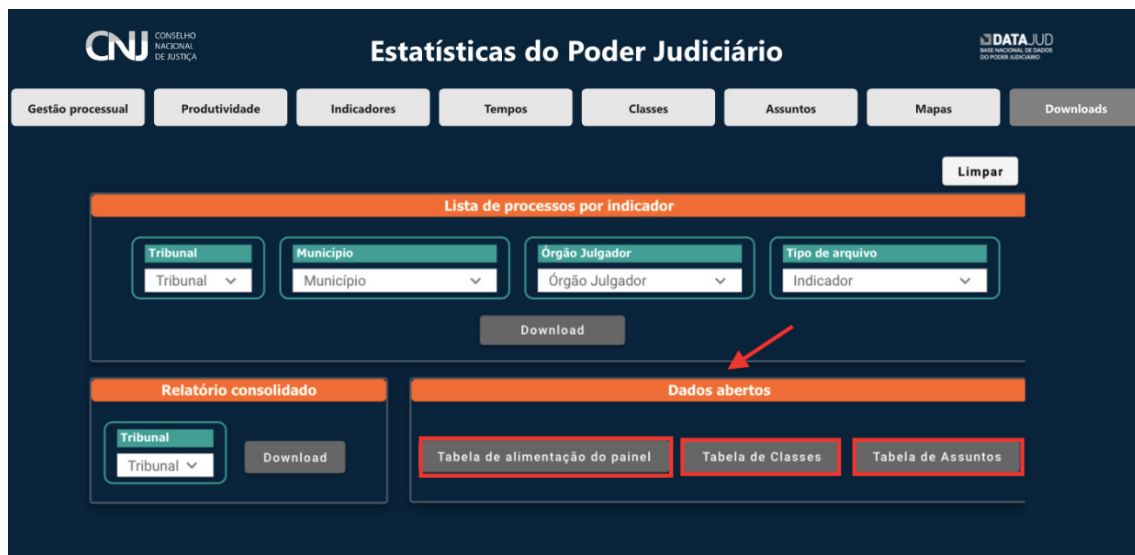 CNJ
CONSELHO
NACIONAL
DE JUSTIÇA
Estatísticas do Poder Judiciário
DATAJUD
BASE NACIONAL DE DADOS
DO PODER JUDICIÁRIO
Gestão processual
Produtividade
Indicadores
Tempos
Classes
Assuntos
Mapas
Downloads
Limpar
Lista de processos por indicador
Tribunal
Município
Órgão Julgador
Tipo de arquivo
Tribunal
Município
Órgão Julgador
Indicador
Download
Relatório consolidado
Dados abertos
Tribunal
Tribunal
Download
Tabela de alimentação do painel
Tabela de Classes
Tabela de Assuntos